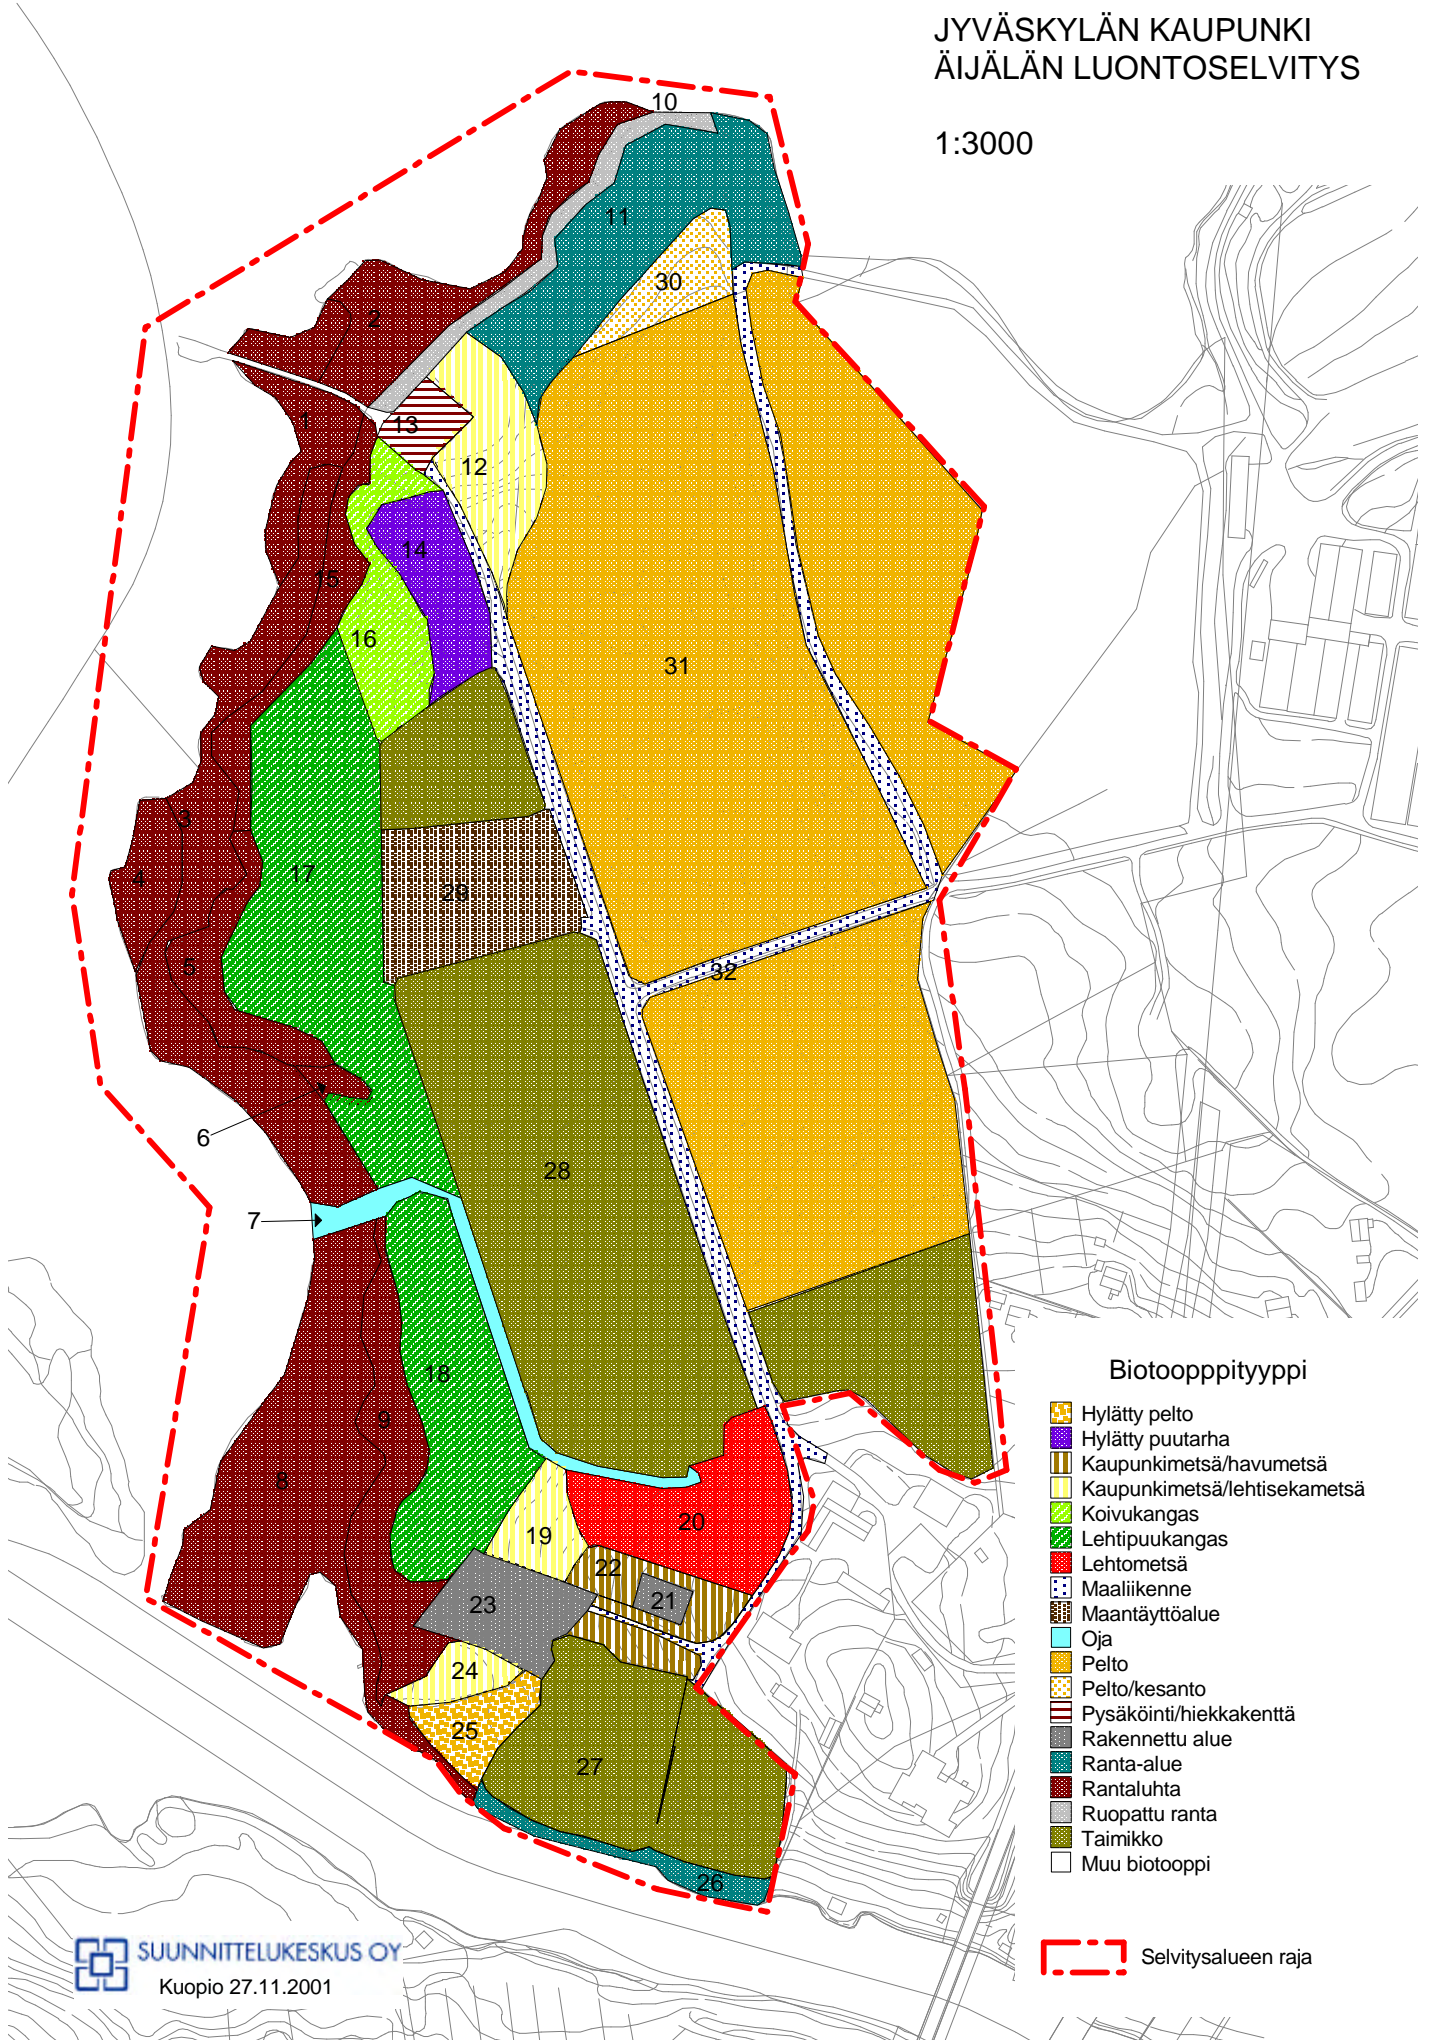 JYVÄSKYLÄN KAUPUNKI
ÄIJÄLÄN LUONTOSELVITYS
1:3000
10
11
30
2
1
13
12
14
15
16
31
3
17
4
29
5
32
6
28
7
18
9
8
20
19
22
21
23
24
25
27
26
Biotoopppityyppi
Hylätty pelto
Hylätty puutarha
Kaupunkimetsä/havumetsä
Kaupunkimetsä/lehtisekametsä
Koivukangas
Lehtipuukangas
Lehtometsä
Maaliikenne
Maantäyttöalue
Oja
Pelto
Pelto/kesanto
Pysäköinti/hiekkakenttä
Rakennettu alue
Ranta-alue
Rantaluhta
Ruopattu ranta
Taimikko
Muu biotooppi
Selvitysalueen raja
SUUNNITTELUKESKUS OY
Kuopio 27.11.2001